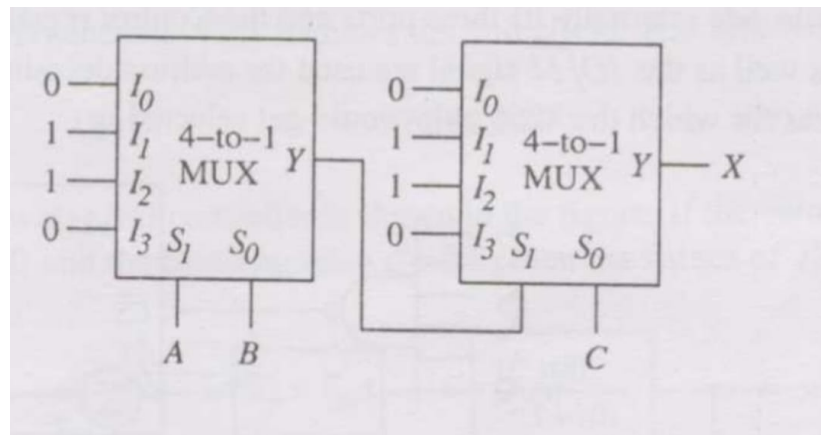 0 I0
1 I1
1 I2
0 I3
4–to–1
MUX
Y
S1 S0
A B
0 I0
1 I1
1 I2
0 I3
4–to–1
MUX
Y X
S1 S0
C